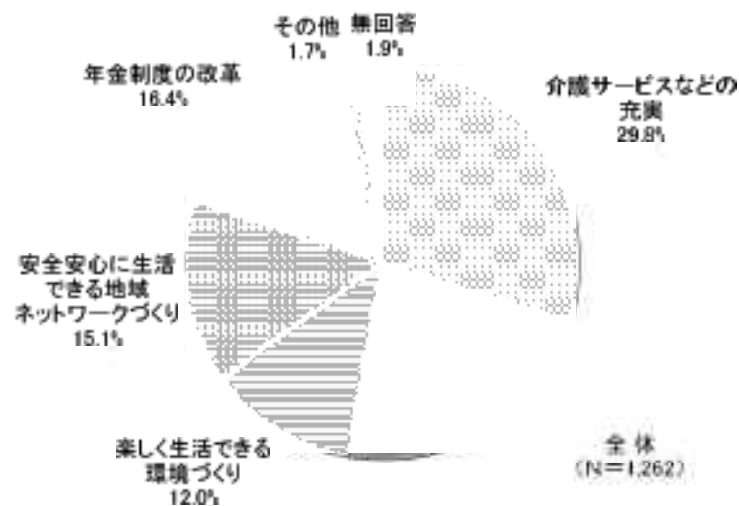 その他
1.7%
無回答
1.9%
介護サービスなどの
充実
29.8%
年金制度の改革
16.4%
安全安心に生活
できる地域
ネットワークづくり
15.1%
楽しく生活できる
環境づくり
12.0%
全 体
(N=1,262)